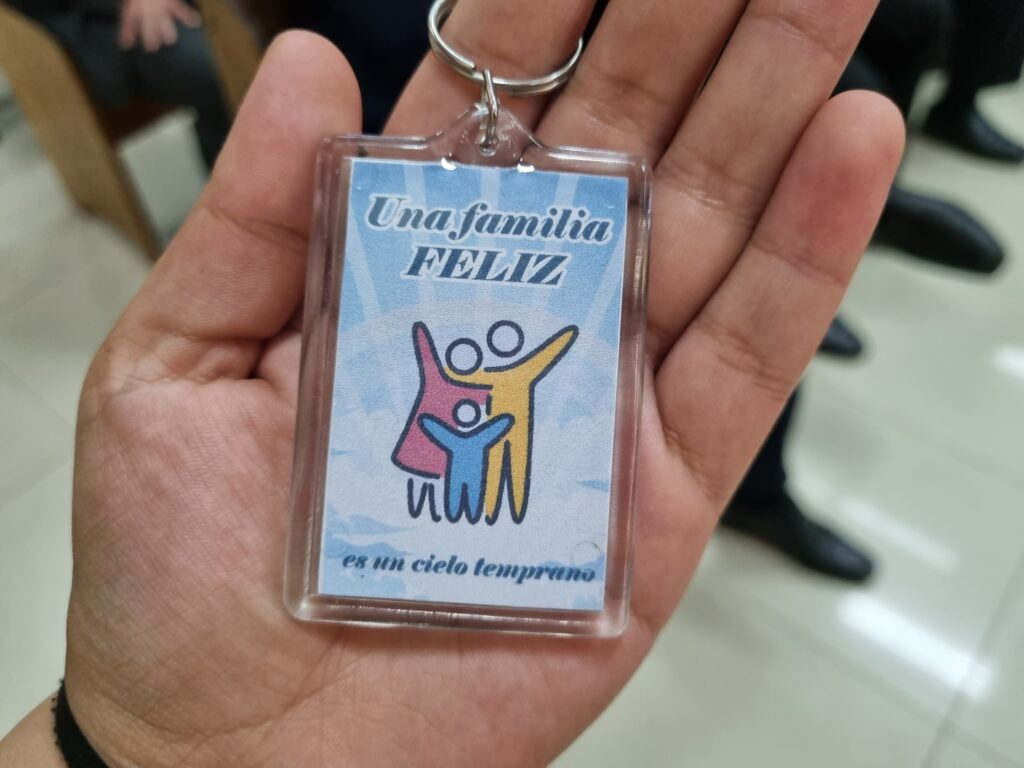 Una familia
FELIZ
es un cielo temprano